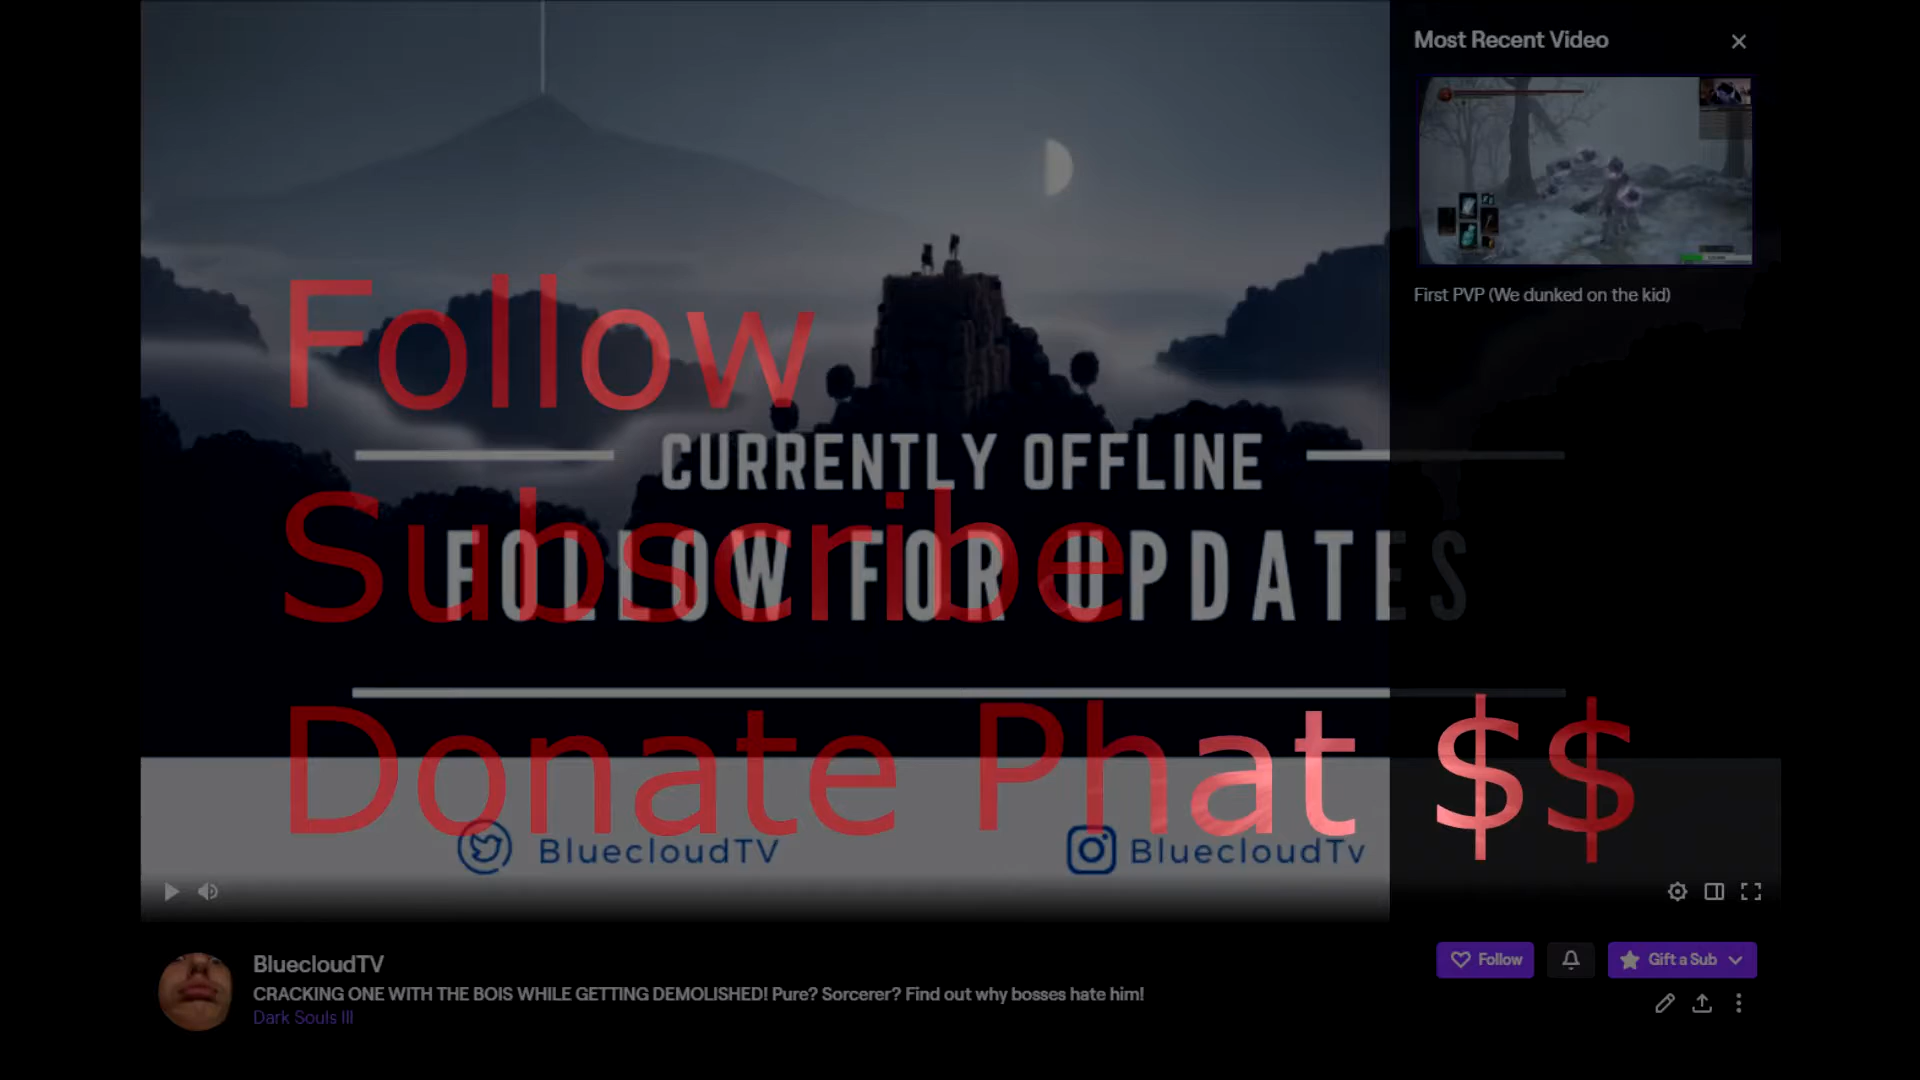 Most Recent Video
First PVP (We dunked on the kid)
Follow
CURRENTLY OFFLINE
Subscribe
FOLLOW FOR UPDATES
Donate Phat $$
BluecloudTV
BluecloudTv
BluecloudTV
CRACKING ONE WITH THE BOIS WHILE GETTING DEMOLISHED! Pure? Sorcerer? Find out why bosses hate him!
Dark Souls III
Follow
Gift a Sub